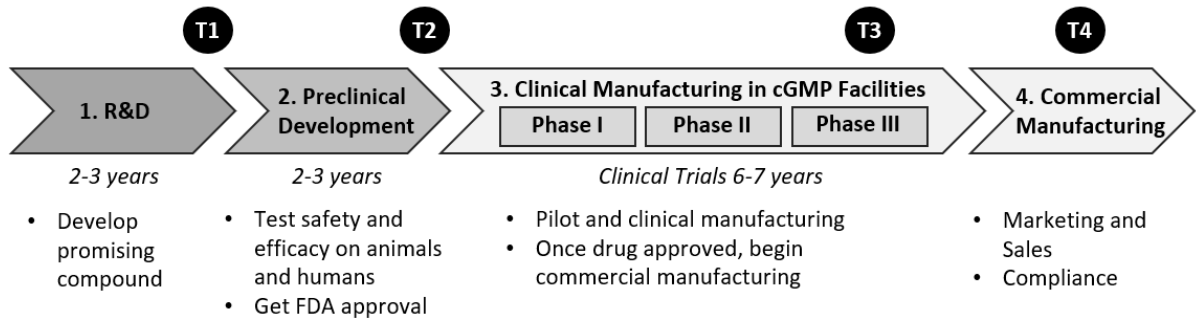 T1
T2
T3
T4
1. R&D
2. Preclinical
Development
3. Clinical Manufacturing in cGMP Facilities
Phase I
Phase II
Phase III
4. Commercial
Manufacturing
2-3 years
2-3 years
Clinical Trials 6-7 years
• Develop
promising
compound
• Test safety and
efficacy on animals
and humans
• Get FDA approval
• Pilot and clinical manufacturing
• Once drug approved, begin
commercial manufacturing
• Marketing and
Sales
• Compliance